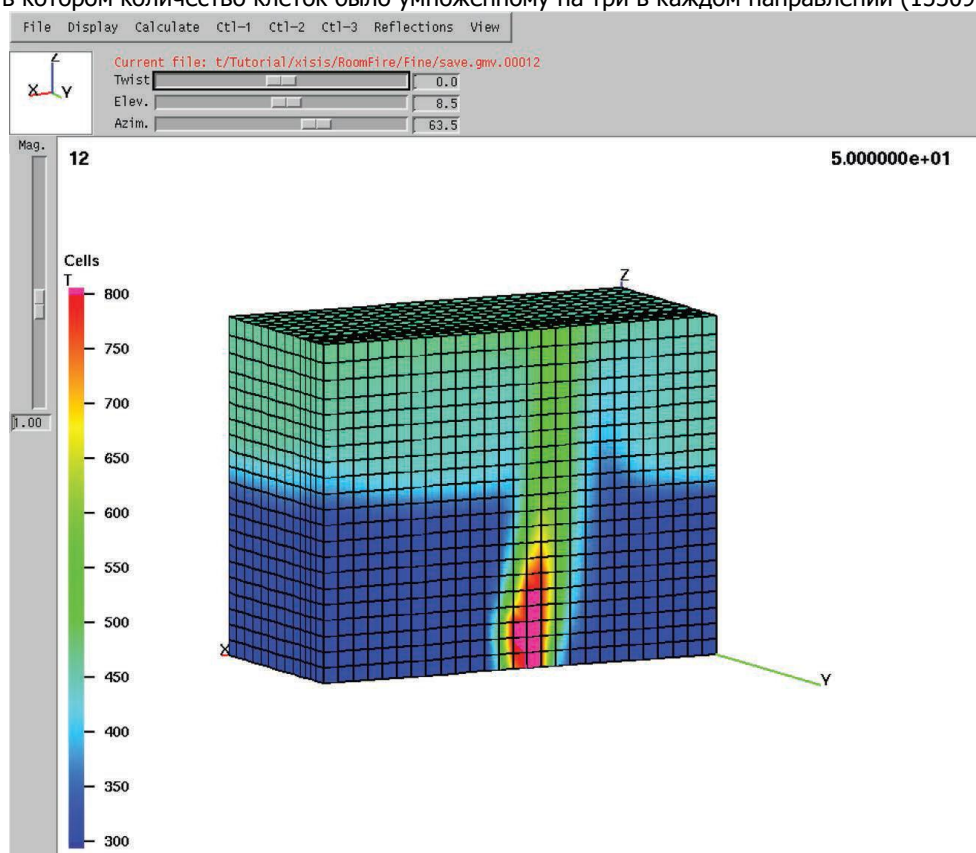 в котором количество клеток было умноженному на три в каждом направлении (15309
File Display Calculate Ctl-1 Ctl-2 Ctl-3 Reflections View
Z
X Y
Current file: t/Tutorial/xisis/RoomFire/Fine/save.gmv.00012
Twist 0.0
Elev. 8.5
Azim. 63.5
Mag.
1.00
12
5.000000e+01
Cells
T
800
750
700
650
600
550
500
450
400
350
300
Z
X
Y